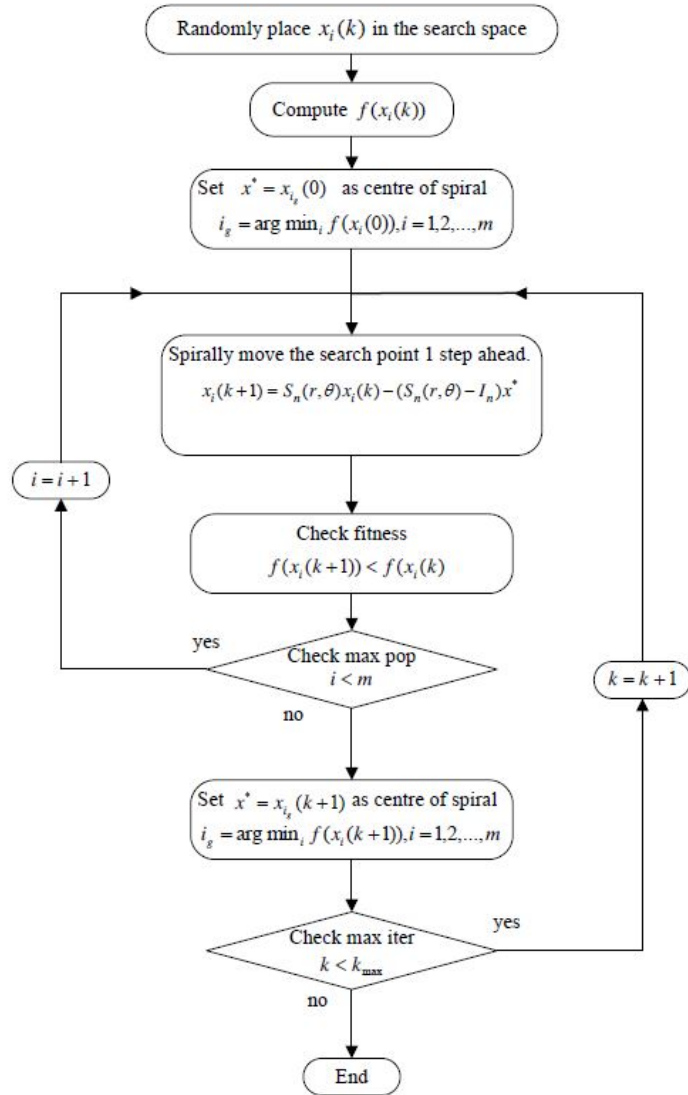 Randomly place x_i(k) in the search space
Compute f(x_i(k))
Set x^* = x_{i_g}(0) as centre of spiral
i_g = arg min_i f(x_i(0)), i = 1,2,...,m
Spirally move the search point 1 step ahead.
x_i(k+1) = S_n(r,θ)x_i(k) − (S_n(r,θ) − I_n)x^*
i = i + 1
Check fitness
f(x_i(k+1)) < f(x_i(k)
yes
Check max pop
i < m
k = k + 1
no
Set x^* = x_{i_g}(k+1) as centre of spiral
i_g = arg min_i f(x_i(k+1)), i = 1,2,...,m
yes
Check max iter
k < k_max
no
End